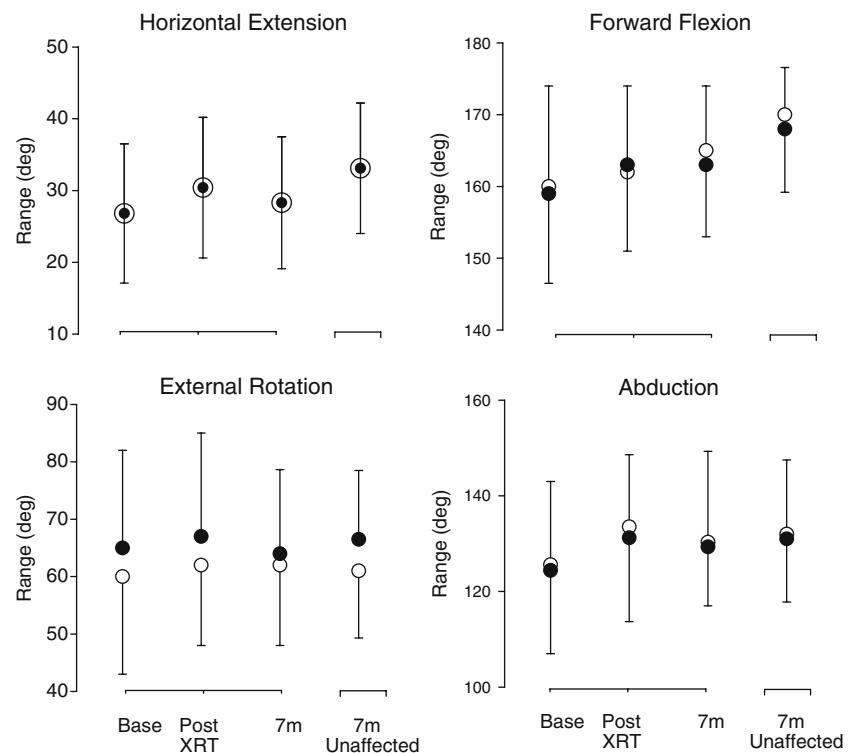 Horizontal Extension
Forward Flexion
50
40
30
20
10
Range (deg)
180
170
160
150
140
Range (deg)
External Rotation
Abduction
90
80
70
60
50
40
Range (deg)
160
150
140
130
120
100
Range (deg)
Base
Post
XRT
7m
7m
Unaffected
Base
Post
XRT
7m
7m
Unaffected